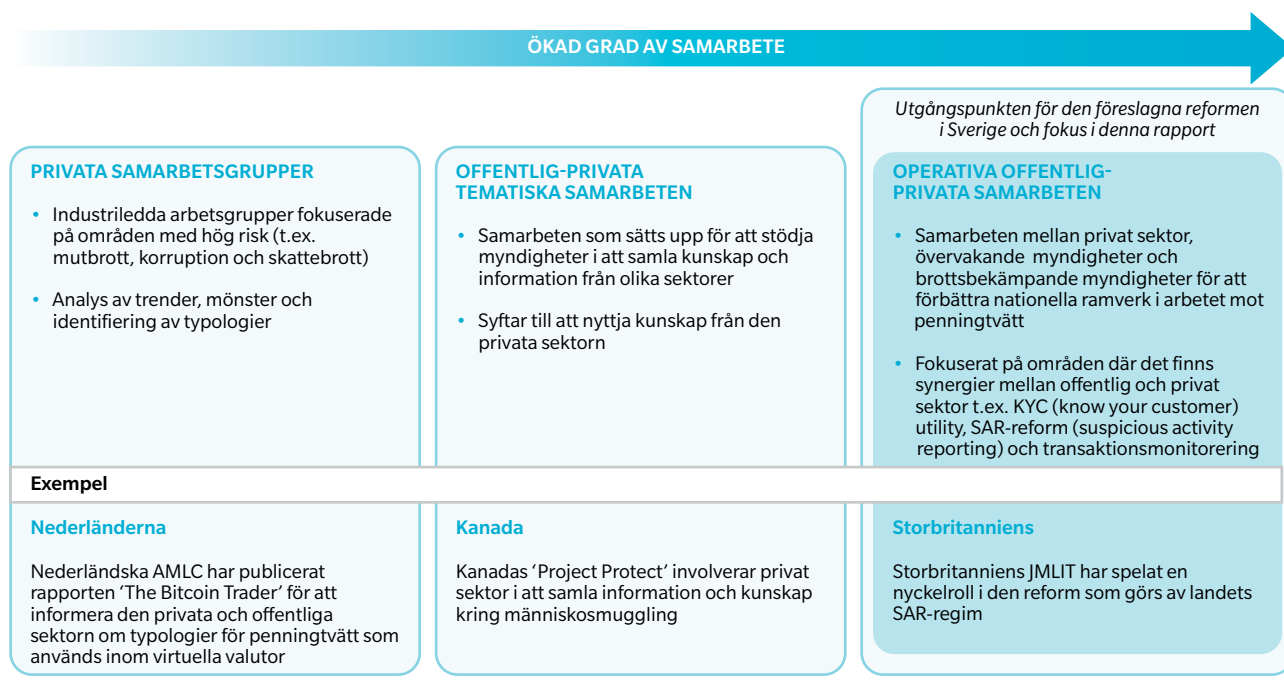 ÖKAD GRAD AV SAMARBETE
Utgångspunkten för den föreslagna reformen
i Sverige och fokus i denna rapport
PRIVATA SAMARBETSGRUPPER
• Industriledda arbetsgrupper fokuserade
på områden med hög risk (t.ex.
mutbrott, korruption och skattebrott)
• Analys av trender, mönster och
identifiering av typologier
OFFENTLIG-PRIVATA
TEMATISKA SAMARBETEN
• Samarbeten som sätts upp för att stödja
myndigheter i att samla kunskap och
information från olika sektorer
• Syftar till att nyttja kunskap från den
privata sektorn
OPERATIVA OFFENTLIG-
PRIVATA SAMARBETEN
• Samarbeten mellan privat sektor,
övervakande myndigheter och
brottsbekämpande myndigheter för att
förbättra nationella ramverk i arbetet mot
penningtvätt
• Fokuserat på områden där det finns
synergier mellan offentlig och privat
sektor t.ex. KYC (know your customer)
utility, SAR-reform (suspicious activity
reporting) och transaktionsmonitorering
Exempel
Nederländerna
Nederländska AMLC har publicerat
rapporten 'The Bitcoin Trader' för att
informera den privata och offentliga
sektorn om typologier för penningtvätt som
används inom virtuella valutor
Kanada
Kanadas 'Project Protect' involverar privat
sektor i att samla information och kunskap
kring människosmuggling
Storbritanniens
Storbritanniens JMLIT har spelat en
nyckelroll i den reform som görs av landets
SAR-regim